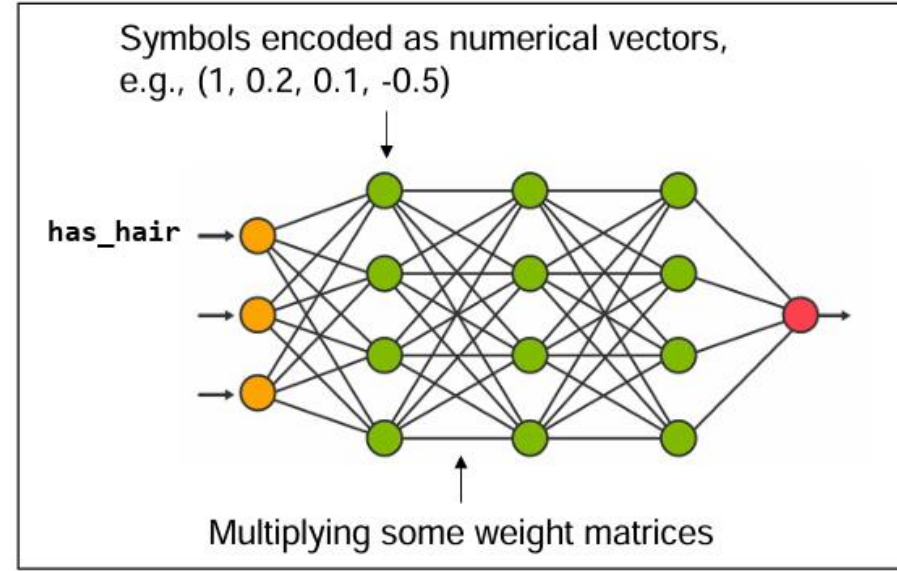 Symbols encoded as numerical vectors,
e.g., (1, 0.2, 0.1, -0.5)
has_hair
Multiplying some weight matrices